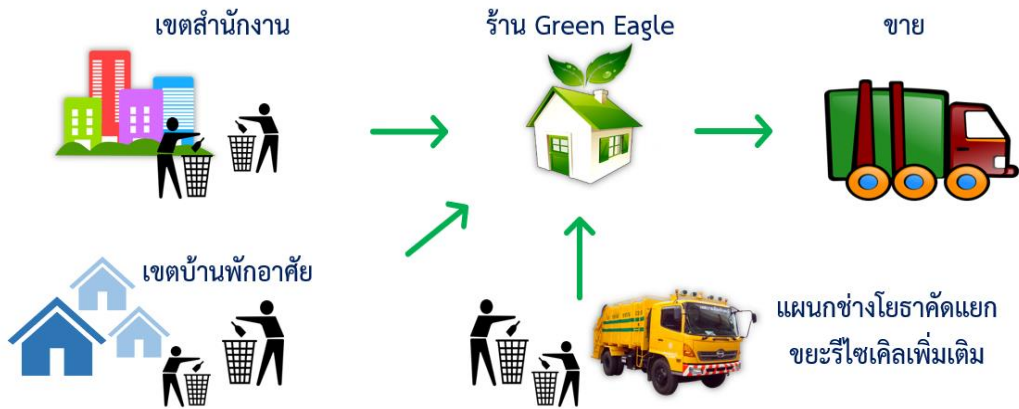 เขตสำนักงาน
ร้าน Green Eagle
ขาย
เขตบ้านพักอาศัย
แผนกช่างโยธาคัดแยก
ขยะรีไซเคิลเพิ่มเติม